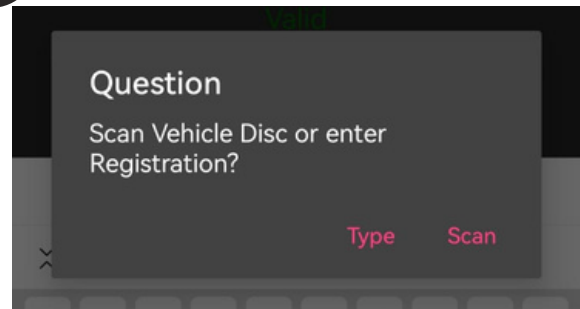 Valid
Question
Scan Vehicle Disc or enter
Registration?
Type Scan